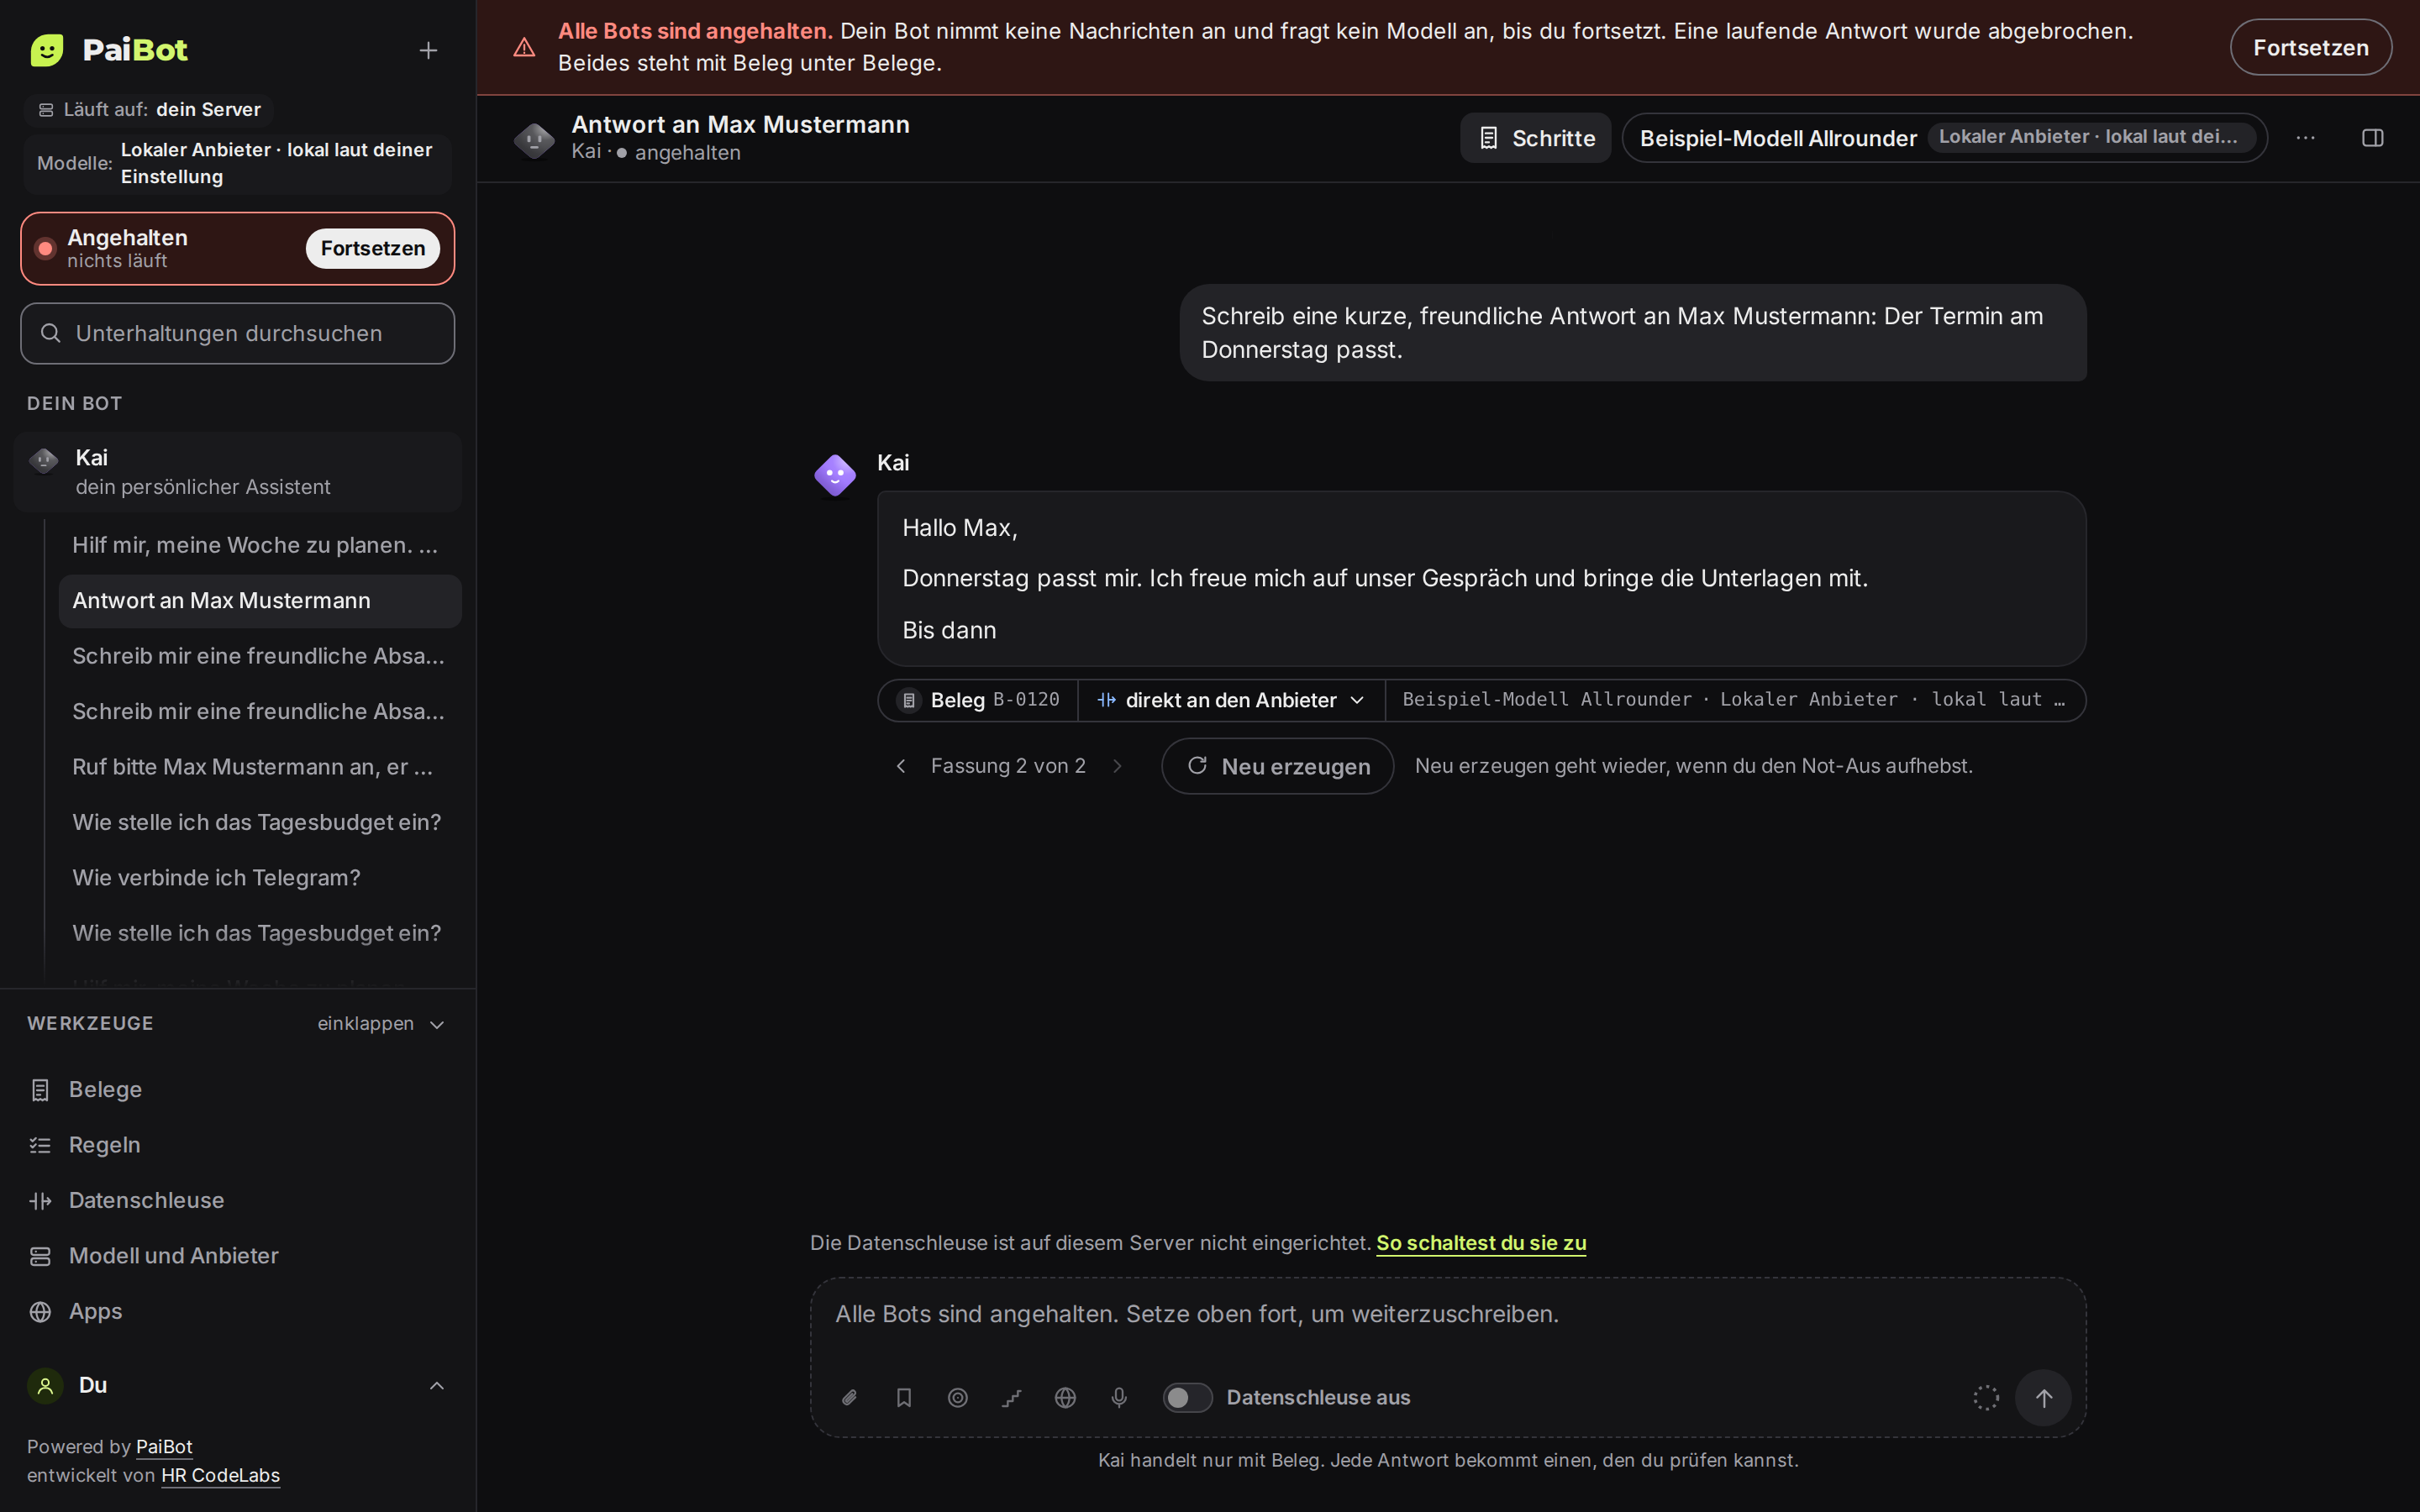 PaiBot
Läuft auf: dein Server
Modelle: Lokaler Anbieter · lokal laut deiner
Einstellung
Angehalten
nichts läuft
Fortsetzen
Unterhaltungen durchsuchen
DEIN BOT
Kai
dein persönlicher Assistent
Hilf mir, meine Woche zu planen. ...
Antwort an Max Mustermann
Schreib mir eine freundliche Absa...
Schreib mir eine freundliche Absa...
Ruf bitte Max Mustermann an, er ...
Wie stelle ich das Tagesbudget ein?
Wie verbinde ich Telegram?
Wie stelle ich das Tagesbudget ein?
WERKZEUGE
einklappen
Belege
Regeln
Datenschleuse
Modell und Anbieter
Apps
Du
Powered by PaiBot
entwickelt von HR CodeLabs
Alle Bots sind angehalten. Dein Bot nimmt keine Nachrichten an und fragt kein Modell an, bis du fortsetzt. Eine laufende Antwort wurde abgebrochen.
Beides steht mit Beleg unter Belege.
Fortsetzen
Antwort an Max Mustermann
Kai · angehalten
Schritte
Beispiel-Modell Allrounder
Lokaler Anbieter · lokal laut dei...
Schreib eine kurze, freundliche Antwort an Max Mustermann: Der Termin am
Donnerstag passt.
Kai
Hallo Max,
Donnerstag passt mir. Ich freue mich auf unser Gespräch und bringe die Unterlagen mit.
Bis dann
Beleg B-0120
direkt an den Anbieter
Beispiel-Modell Allrounder · Lokaler Anbieter · lokal laut …
Fassung 2 von 2
Neu erzeugen
Neu erzeugen geht wieder, wenn du den Not-Aus aufhebst.
Die Datenschleuse ist auf diesem Server nicht eingerichtet. So schaltest du sie zu
Alle Bots sind angehalten. Setze oben fort, um weiterzuschreiben.
Datenschleuse aus
Kai handelt nur mit Beleg. Jede Antwort bekommt einen, den du prüfen kannst.